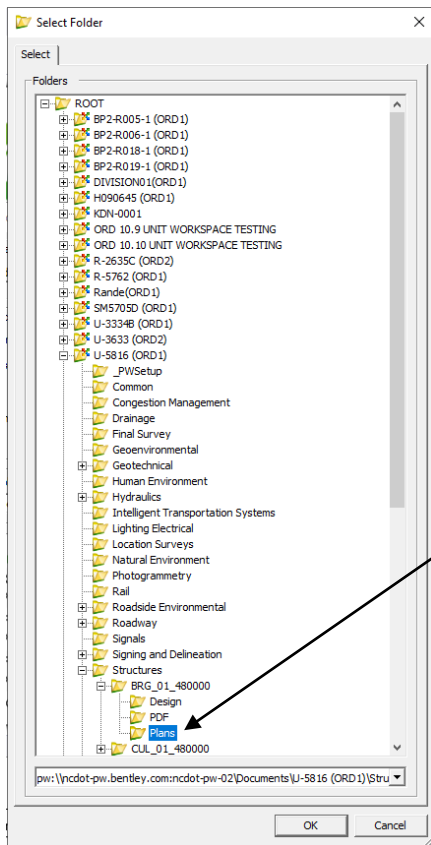 Select Folder
Select
Folders
ROOT
BP2-R005-1 (ORD1)
BP2-R006-1 (ORD1)
BP2-R018-1 (ORD1)
BP2-R019-1 (ORD1)
DIVISION01(ORD1)
H090645 (ORD1)
KDN-0001
ORD 10.9 UNIT WORKSPACE TESTING
ORD 10.10 UNIT WORKSPACE TESTING
R-2635C (ORD2)
R-5762 (ORD1)
Rande(ORD1)
SM5705D (ORD1)
U-3334B (ORD1)
U-3633 (ORD2)
U-5816 (ORD1)
_PWSetup
Common
Congestion Management
Drainage
Final Survey
Geoenvironmental
Geotechnical
Human Environment
Hydraulics
Intelligent Transportation Systems
Lighting Electrical
Location Surveys
Natural Environment
Photogrammetry
Rail
Roadside Environmental
Roadway
Signals
Signing and Delineation
Structures
BRG_01_480000
Design
PDF
Plans
CUL_01_480000
pw:\\ncdot-pw.bentley.com:ncdot-pw-02\Documents\U-5816 (ORD1)\Stru
OK Cancel